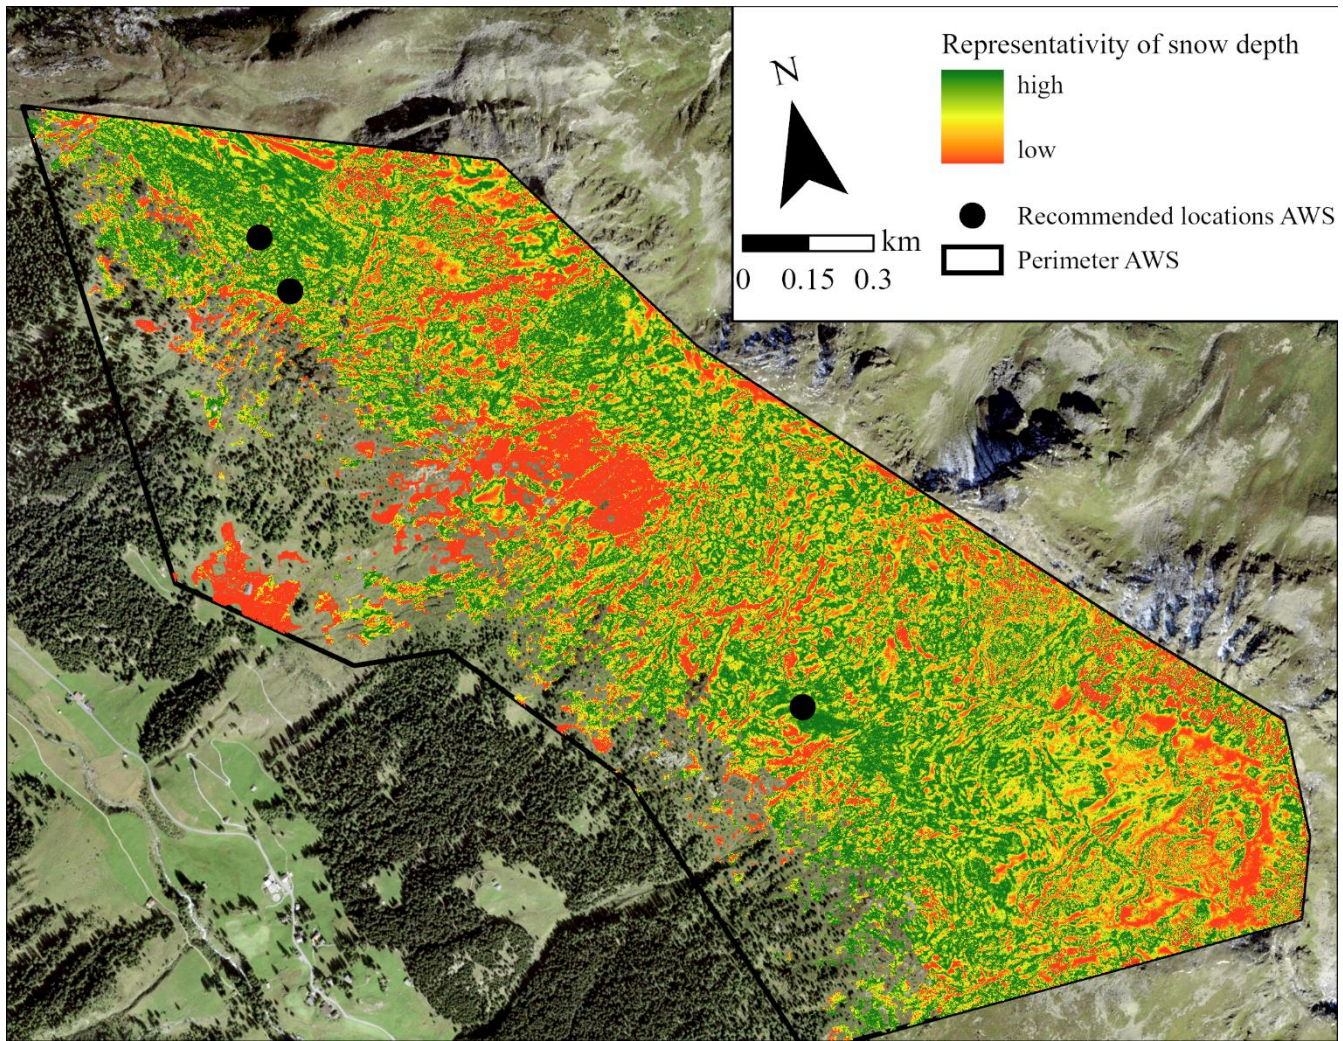 Representativity of snow depth
N
high
low
Recommended locations AWS
km
Perimeter AWS
0 0.15 0.3